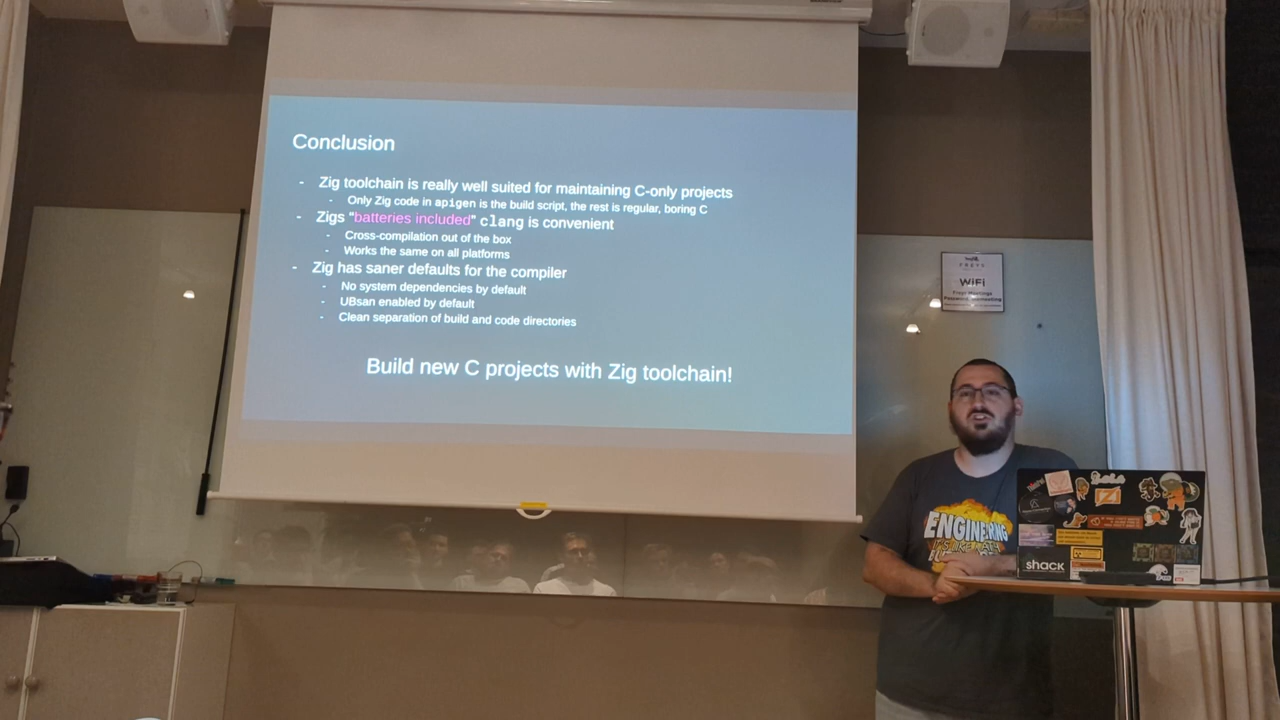 Conclusion
- Zig toolchain is really well suited for maintaining C-only projects
- Only Zig code in apigen is the build script, the rest is regular, boring C
- Zigs "batteries included" clang is convenient
- Cross-compilation out of the box
- Works the same on all platforms
- Zig has saner defaults for the compiler
- No system dependencies by default
- UBsan enabled by default
- Clean separation of build and code directories
Build new C projects with Zig toolchain!
WiFi
ENGINEERING
shack